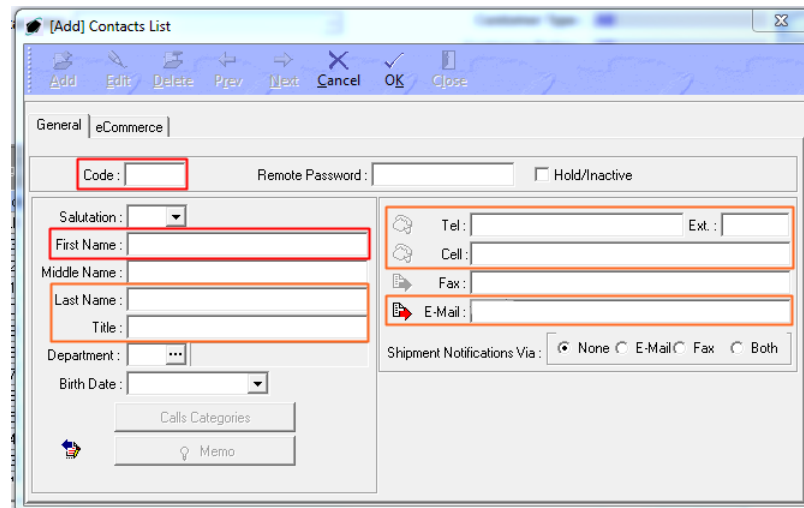 [Add] Contacts List
Add Edit Delete Prev Next Cancel OK Close
General eCommerce
Code : Remote Password : Hold/Inactive
Salutation :
First Name :
Middle Name :
Last Name :
Title :
Department : ...
Birth Date :
Calls Categories
Memo
Tel : Ext. :
Cell :
Fax :
E-Mail :
Shipment Notifications Via : None E-Mail Fax Both